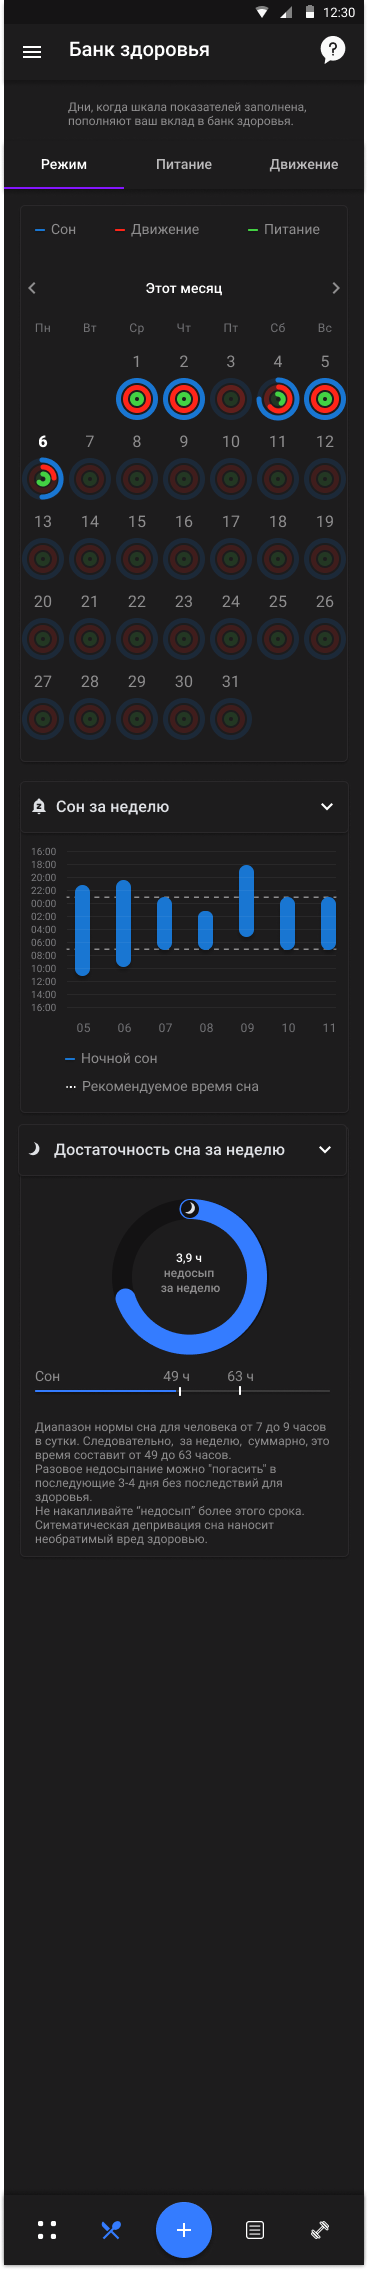 12:30
Банк здоровья
Дни, когда шкала показателей заполнена,
пополняют ваш вклад в банк здоровья.
Режим Питание Движение
Сон Движение Питание
Этот месяц
Пн Вт Ср Чт Пт Сб Вс
1 2 3 4 5
6 7 8 9 10 11 12
13 14 15 16 17 18 19
20 21 22 23 24 25 26
27 28 29 30 31
Сон за неделю
16:00
18:00
20:00
22:00
00:00
02:00
04:00
06:00
08:00
10:00
12:00
14:00
16:00
05 06 07 08 09 10 11
Ночной сон
Рекомендуемое время сна
Достаточность сна за неделю
3,9 ч
недосып
за неделю
Сон 49 ч 63 ч
Диапазон нормы сна для человека от 7 до 9 часов
в сутки. Следовательно, за неделю, суммарно, это
время составит от 49 до 63 часов.
Разовое недосыпание можно "погасить" в
последующие 3-4 дня без последствий для
здоровья.
Не накапливайте “недосып” более этого срока.
Ситематическая депривация сна наносит
необратимый вред здоровью.